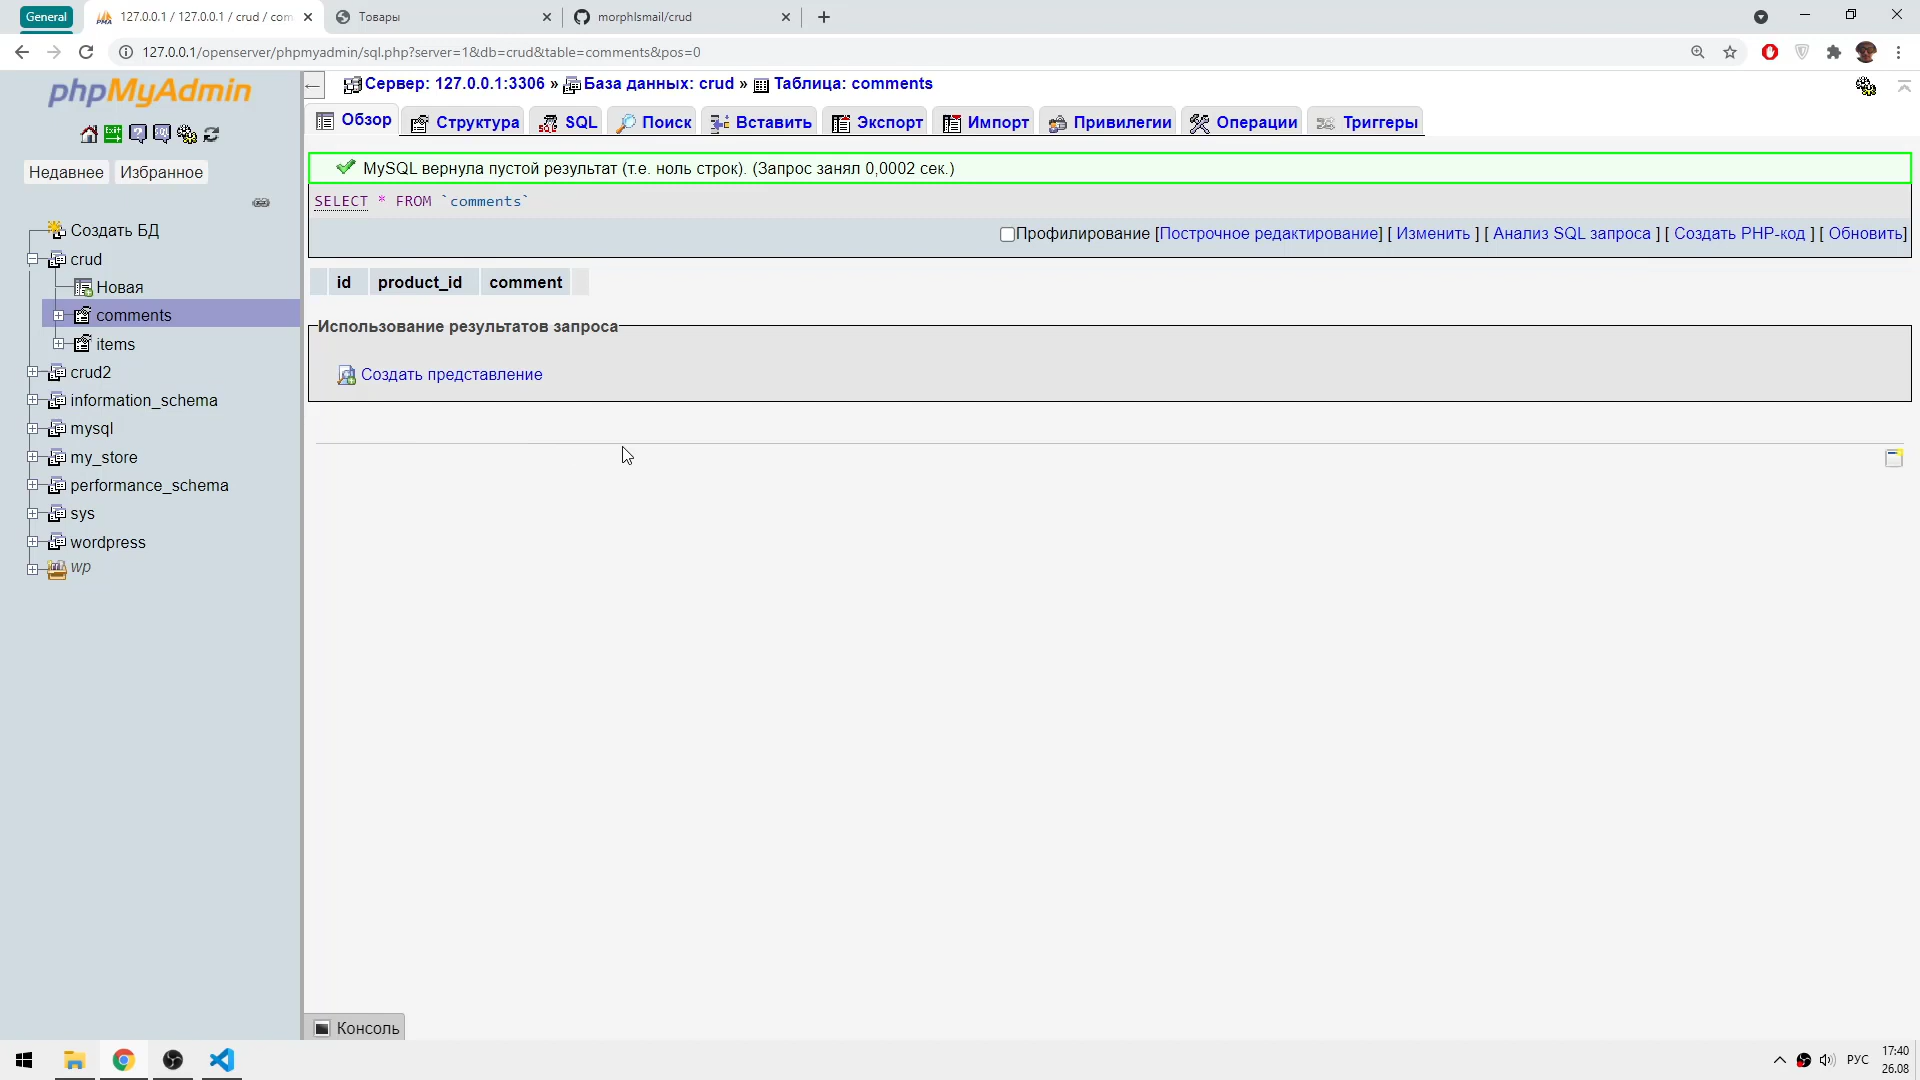 General
127.0.0.1 / 127.0.0.1 / crud / com
Товары
morphIsmail/crud
127.0.0.1/openserver/phpmyadmin/sql.php?server=1&db=crud&table=comments&pos=0
phpMyAdmin
Недавнее Избранное
Создать БД
crud
Новая
comments
items
crud2
information_schema
mysql
my_store
performance_schema
sys
wordpress
wp
Сервер: 127.0.0.1:3306 » База данных: crud » Таблица: comments
Обзор Структура SQL Поиск Вставить Экспорт Импорт Привилегии Операции Триггеры
MySQL вернула пустой результат (т.е. ноль строк). (Запрос занял 0,0002 сек.)
SELECT * FROM `comments`
Профилирование [Построчное редактирование] [ Изменить ] [ Анализ SQL запроса ] [ Создать PHP-код ] [ Обновить]
id product_id comment
Использование результатов запроса
Создать представление
Консоль
РУС
17:40
26.08